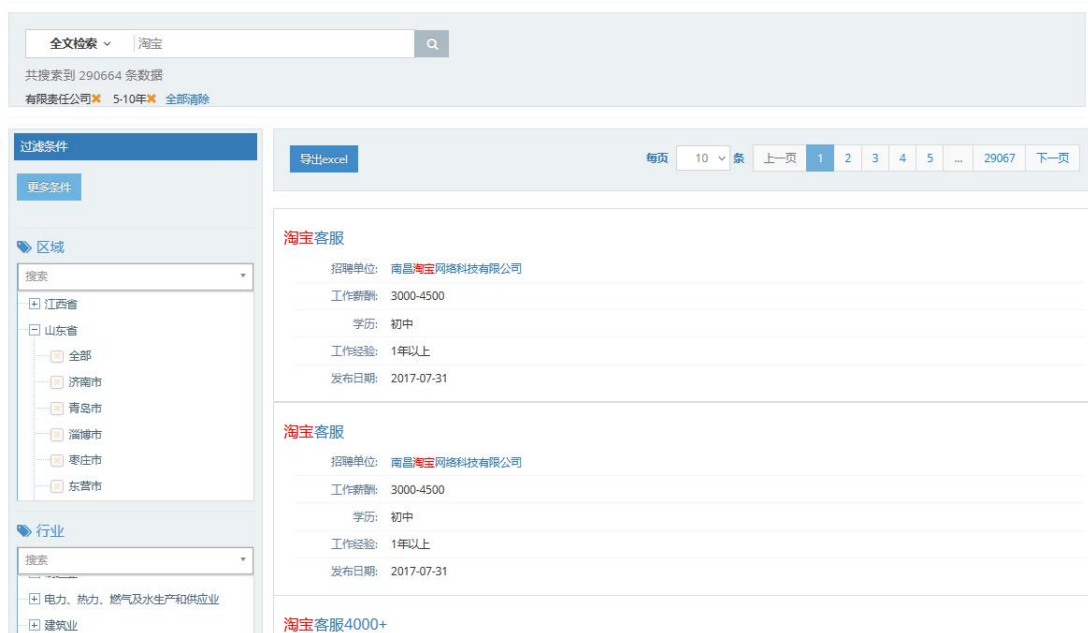 全文检索 淘宝
共搜索到 290664 条数据
有限责任公司 5-10年 全部清除
过滤条件
更多条件
区域
搜索
江西省
山东省
全部
济南市
青岛市
淄博市
枣庄市
东营市
行业
搜索
电力、热力、燃气及水生产和供应业
建筑业
导出excel
每页 10 条 上一页 1 2 3 4 5 ... 29067 下一页
淘宝客服
招聘单位: 南昌淘宝网络科技有限公司
工作薪酬: 3000-4500
学历: 初中
工作经验: 1年以上
发布日期: 2017-07-31
淘宝客服
招聘单位: 南昌淘宝网络科技有限公司
工作薪酬: 3000-4500
学历: 初中
工作经验: 1年以上
发布日期: 2017-07-31
淘宝客服4000+